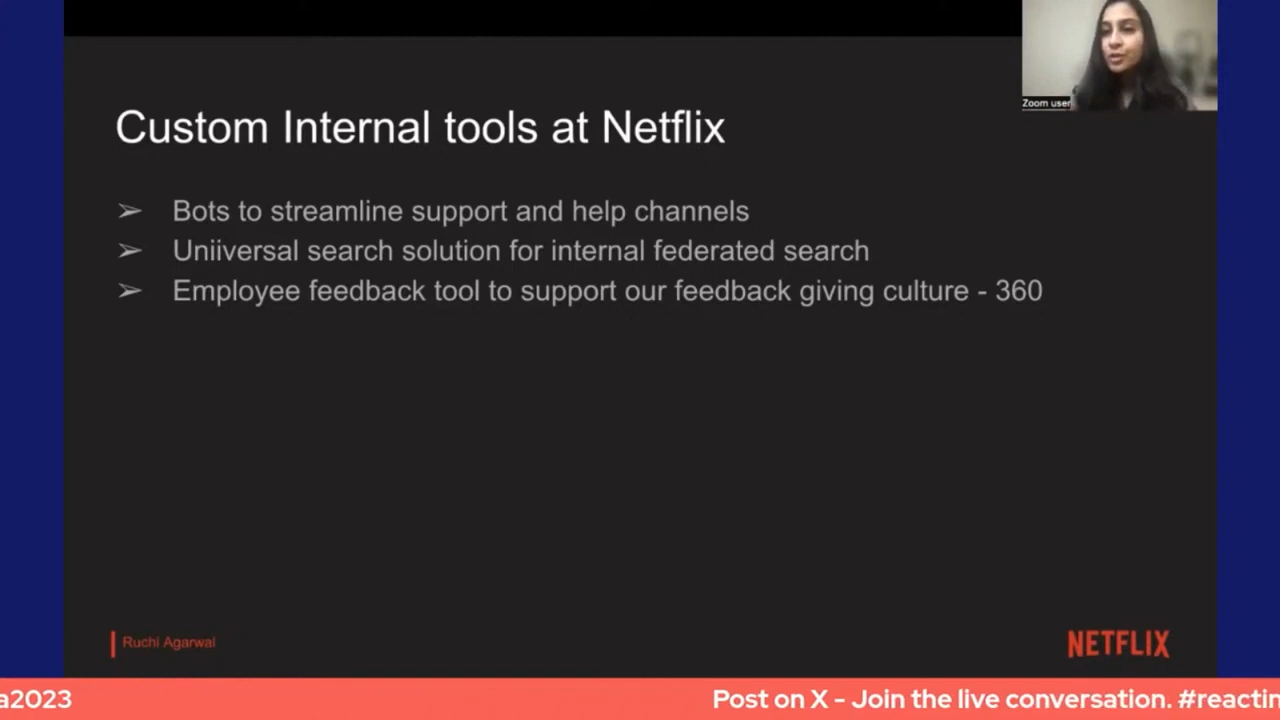 Zoom user
Custom Internal tools at Netflix
➢ Bots to streamline support and help channels
➢ Uniiversal search solution for internal federated search
➢ Employee feedback tool to support our feedback giving culture - 360
Ruchi Agarwal
NETFLIX
a2023 Post on X - Join the live conversation. #reactin